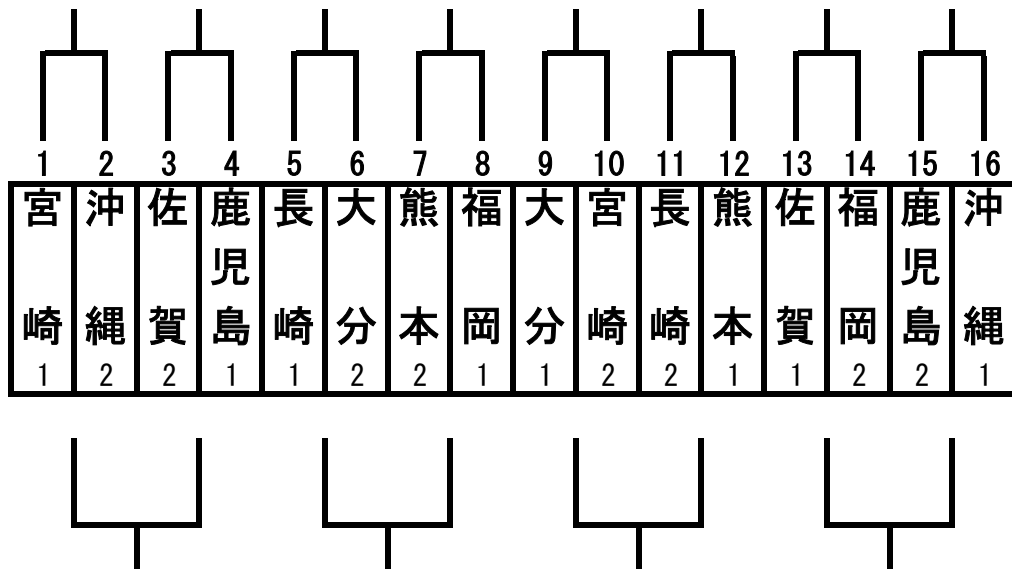 1 2 3 4 5 6 7 8 9 10 11 12 13 14 15 16
宮崎 沖縄 佐賀 鹿児島 長崎 大分 熊本 福岡 大分 宮崎 長崎 熊本 佐賀 福岡 鹿児島 沖縄
1 2 2 1 1 2 2 1 1 2 2 1 1 2 2 1